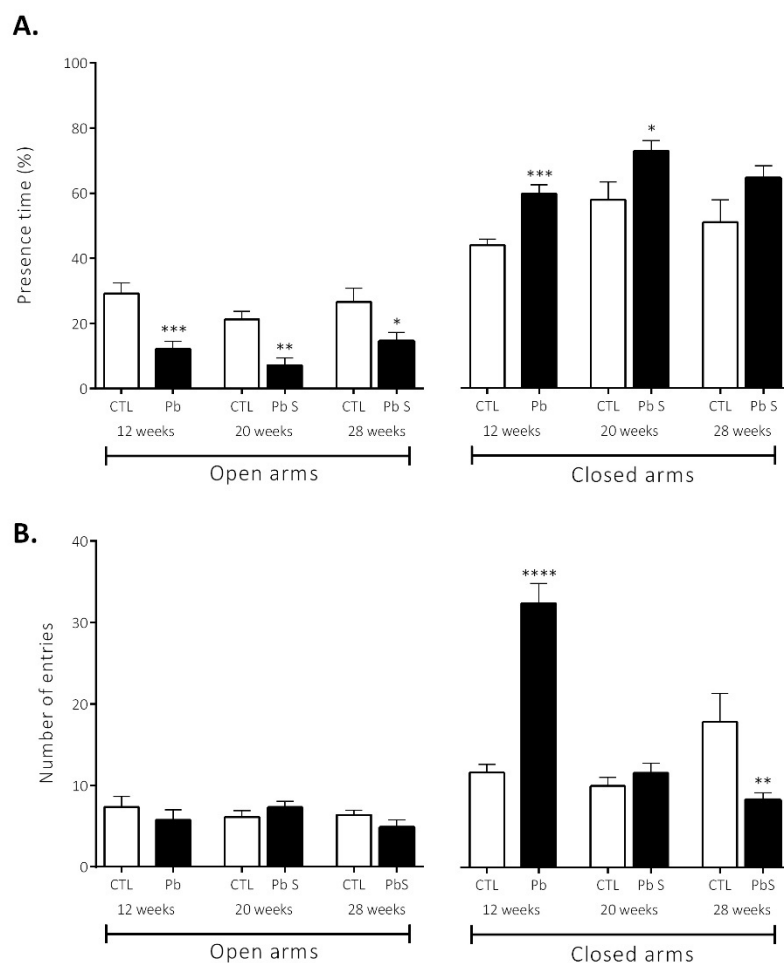 A.
Presence time (%)
100
80
60
40
20
0
*** ** * *** *
CTL Pb CTL Pb S CTL Pb S CTL Pb CTL Pb S CTL Pb S
12 weeks 20 weeks 28 weeks 12 weeks 20 weeks 28 weeks
Open arms Closed arms
B.
Number of entries
40
30
20
10
0
**** **
CTL Pb CTL Pb S CTL PbS CTL Pb CTL Pb S CTL PbS
12 weeks 20 weeks 28 weeks 12 weeks 20 weeks 28 weeks
Open arms Closed arms